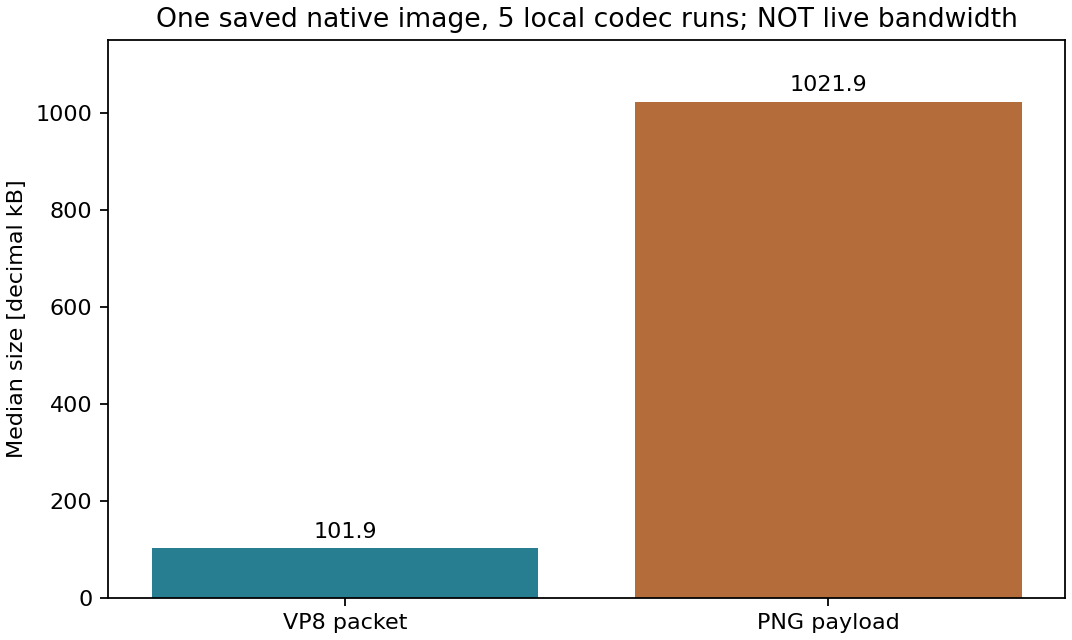 One saved native image, 5 local codec runs; NOT live bandwidth
Median size [decimal kB]
1000
800
600
400
200
0
1021.9
101.9
VP8 packet
PNG payload